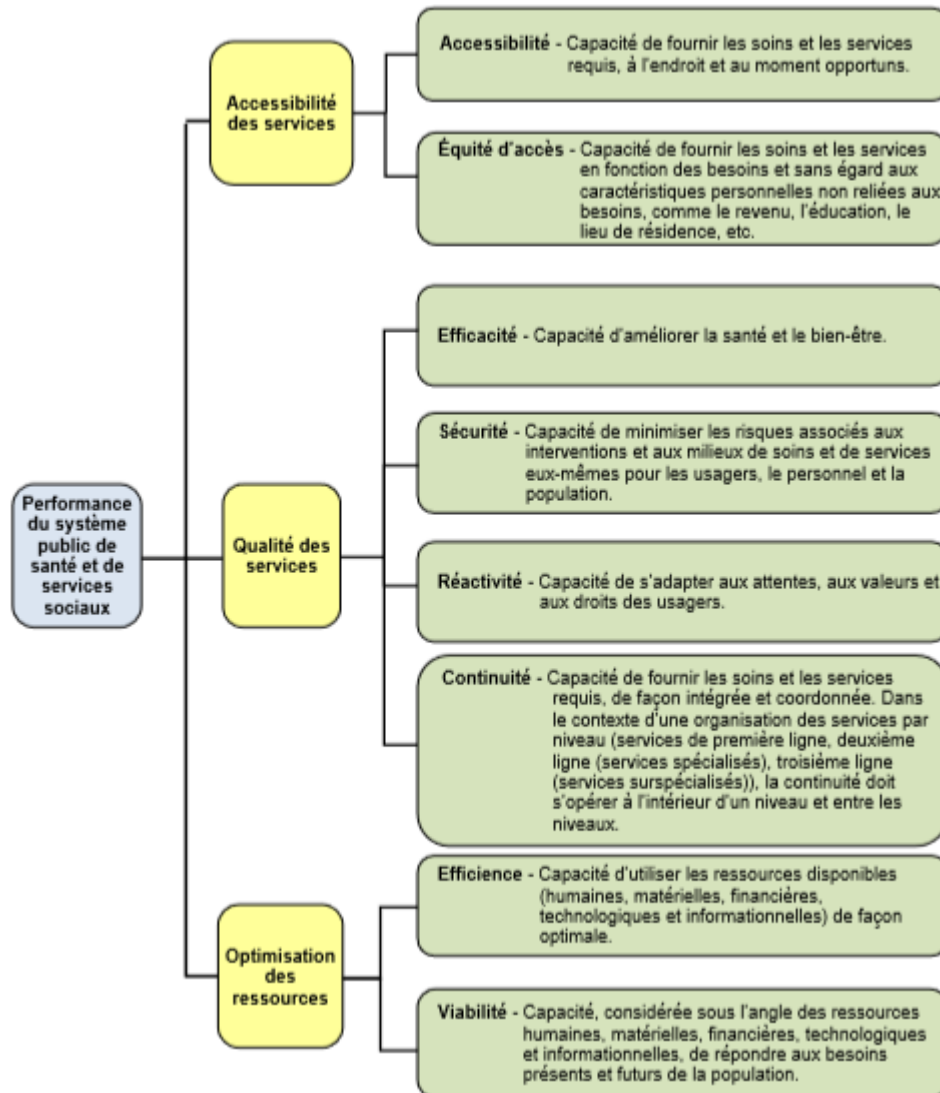 Performance
du système
public de
santé et de
services
sociaux
Accessibilité
des services
Accessibilité - Capacité de fournir les soins et les services
requis, à l'endroit et au moment opportuns.
Équité d'accès - Capacité de fournir les soins et les services
en fonction des besoins et sans égard aux
caractéristiques personnelles non reliées aux
besoins, comme le revenu, l'éducation, le
lieu de résidence, etc.
Qualité des
services
Efficacité - Capacité d'améliorer la santé et le bien-être.
Sécurité - Capacité de minimiser les risques associés aux
interventions et aux milieux de soins et de services
eux-mêmes pour les usagers, le personnel et la
population.
Réactivité - Capacité de s'adapter aux attentes, aux valeurs et
aux droits des usagers.
Continuité - Capacité de fournir les soins et les services
requis, de façon intégrée et coordonnée. Dans
le contexte d'une organisation des services par
niveau (services de première ligne, deuxième
ligne (services spécialisés), troisième ligne
(services surspécialisés)), la continuité doit
s'opérer à l'intérieur d'un niveau et entre les
niveaux.
Optimisation
des
ressources
Efficience - Capacité d'utiliser les ressources disponibles
(humaines, matérielles, financières,
technologiques et informationnelles) de façon
optimale.
Viabilité - Capacité, considérée sous l'angle des ressources
humaines, matérielles, financières, technologiques
et informationnelles, de répondre aux besoins
présents et futurs de la population.